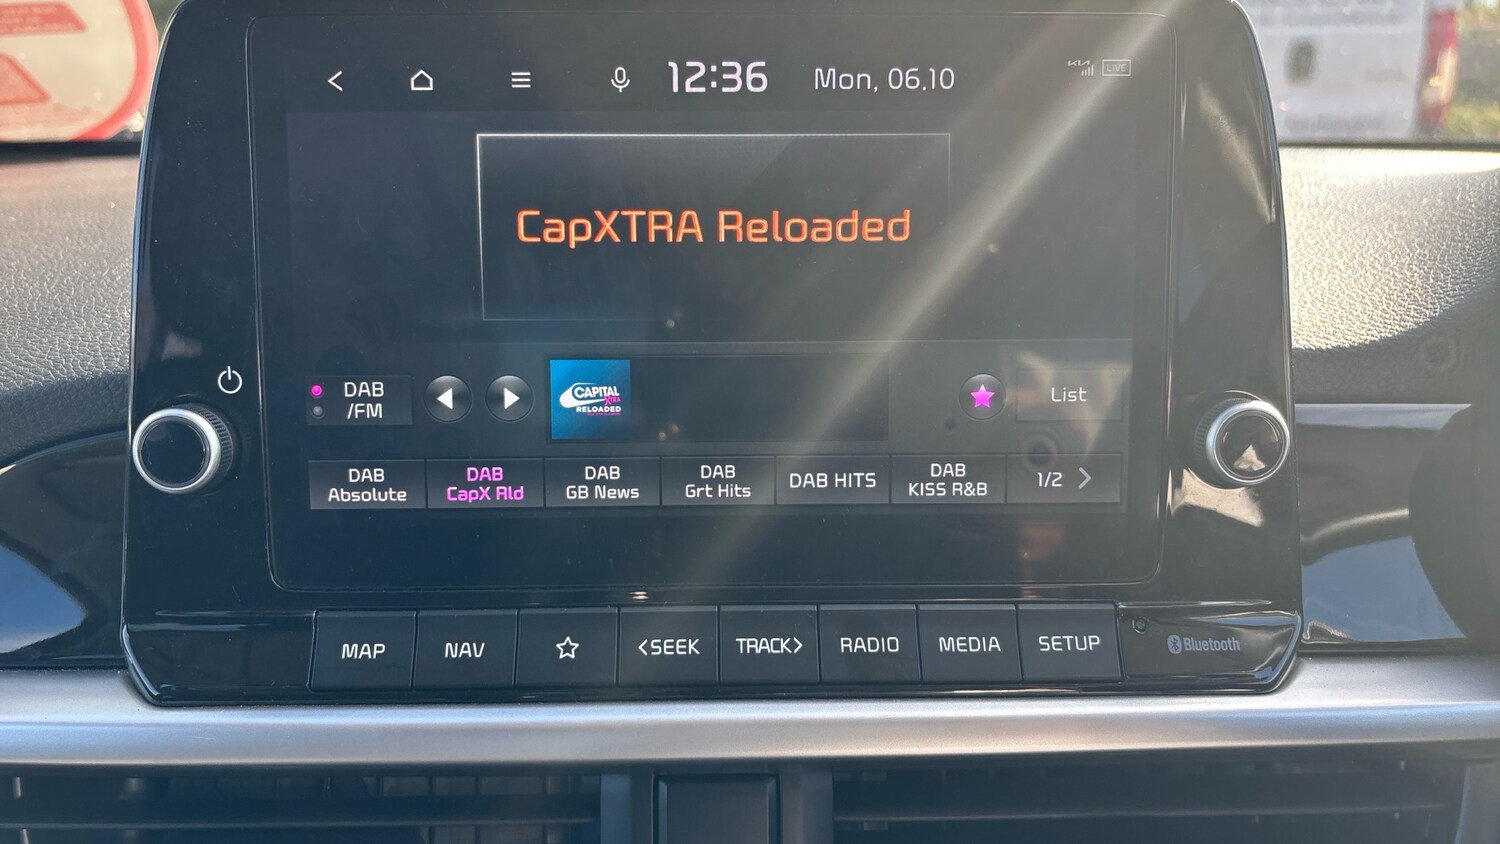 12:36 Mon, 06.10
KIA LIVE
CapXTRA Reloaded
DAB
/FM
CAPITAL
XTRA
RELOADED
List
DAB
Absolute
DAB
CapX Rld
DAB
GB News
DAB
Grt Hits
DAB HITS
DAB
KISS R&B
1/2
MAP
NAV
<SEEK
TRACK>
RADIO
MEDIA
SETUP
Bluetooth